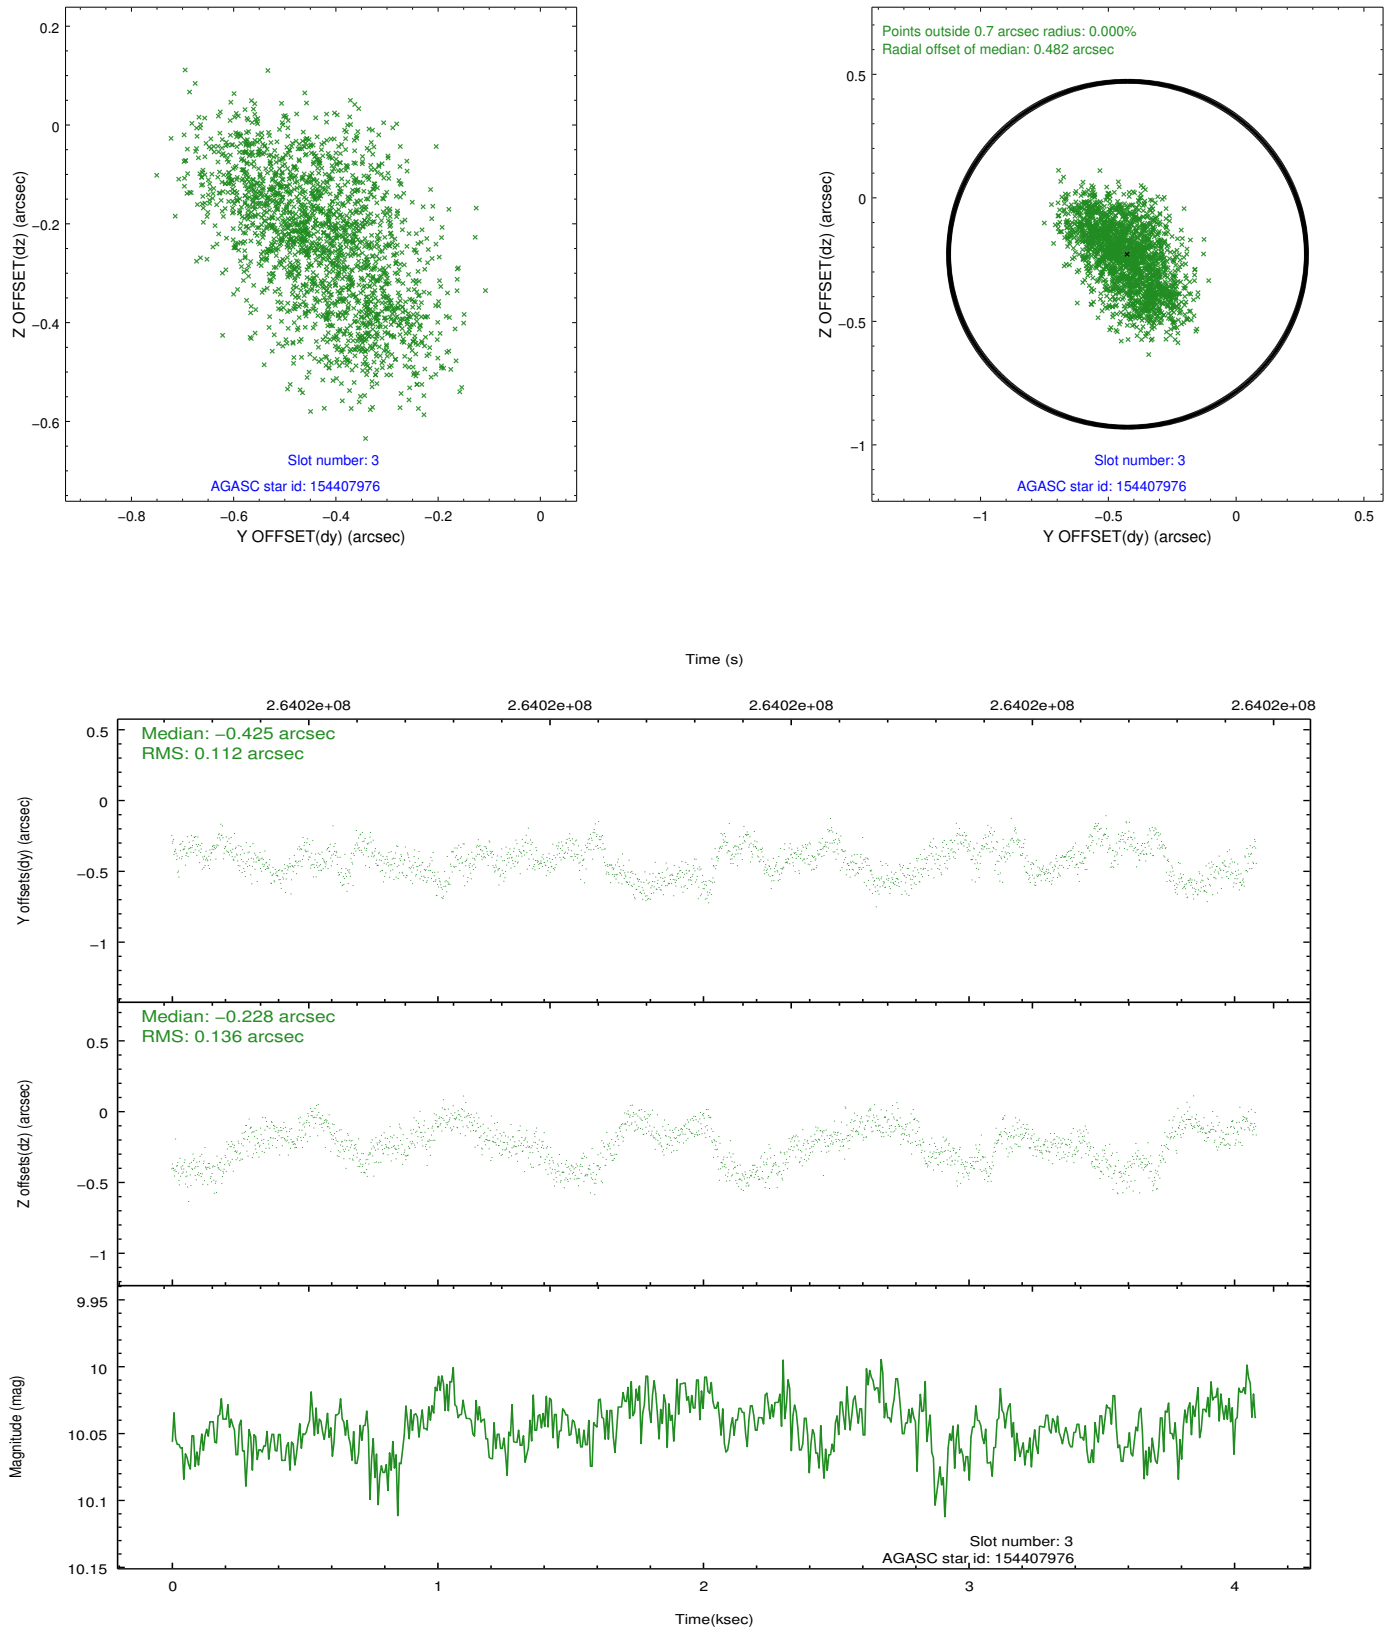 0.2
0
−0.2
−0.4
−0.6
Z OFFSET(dz) (arcsec)
Slot number: 3
AGASC star id: 154407976
−0.8
−0.6
−0.4
−0.2
0
Y OFFSET(dy) (arcsec)
Points outside 0.7 arcsec radius: 0.000%
Radial offset of median: 0.482 arcsec
0.5
0
−0.5
−1
Z OFFSET(dz) (arcsec)
Slot number: 3
AGASC star id: 154407976
−1
−0.5
0
0.5
Y OFFSET(dy) (arcsec)
Time (s)
2.6402e+08
2.6402e+08
2.6402e+08
2.6402e+08
2.6402e+08
Median: −0.425 arcsec
RMS: 0.112 arcsec
0.5
0
−0.5
−1
Y offsets(dy) (arcsec)
Median: −0.228 arcsec
RMS: 0.136 arcsec
0.5
0
−0.5
−1
Z offsets(dz) (arcsec)
9.95
10
10.05
10.1
10.15
Magnitude (mag)
Slot number: 3
AGASC star id: 154407976
0
1
2
3
4
Time(ksec)